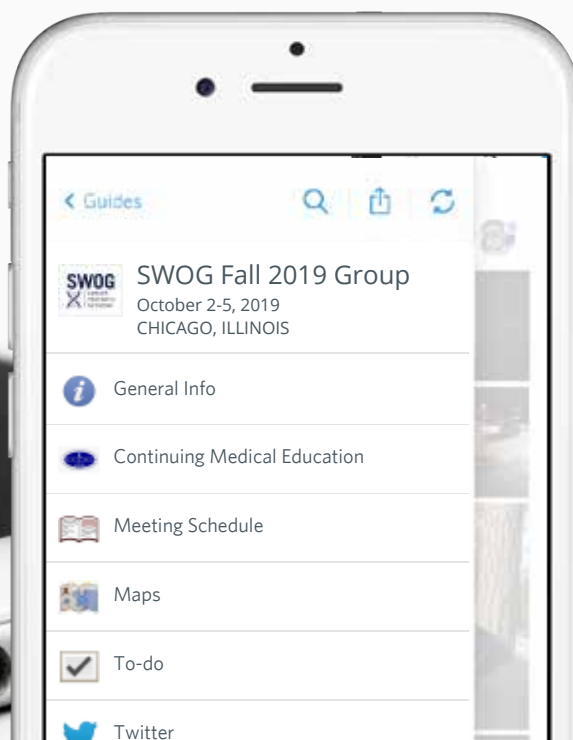 Guides
SWOG
SWOG Fall 2019 Group
October 2-5, 2019
CHICAGO, ILLINOIS
General Info
Continuing Medical Education
Meeting Schedule
Maps
To-do
Twitter